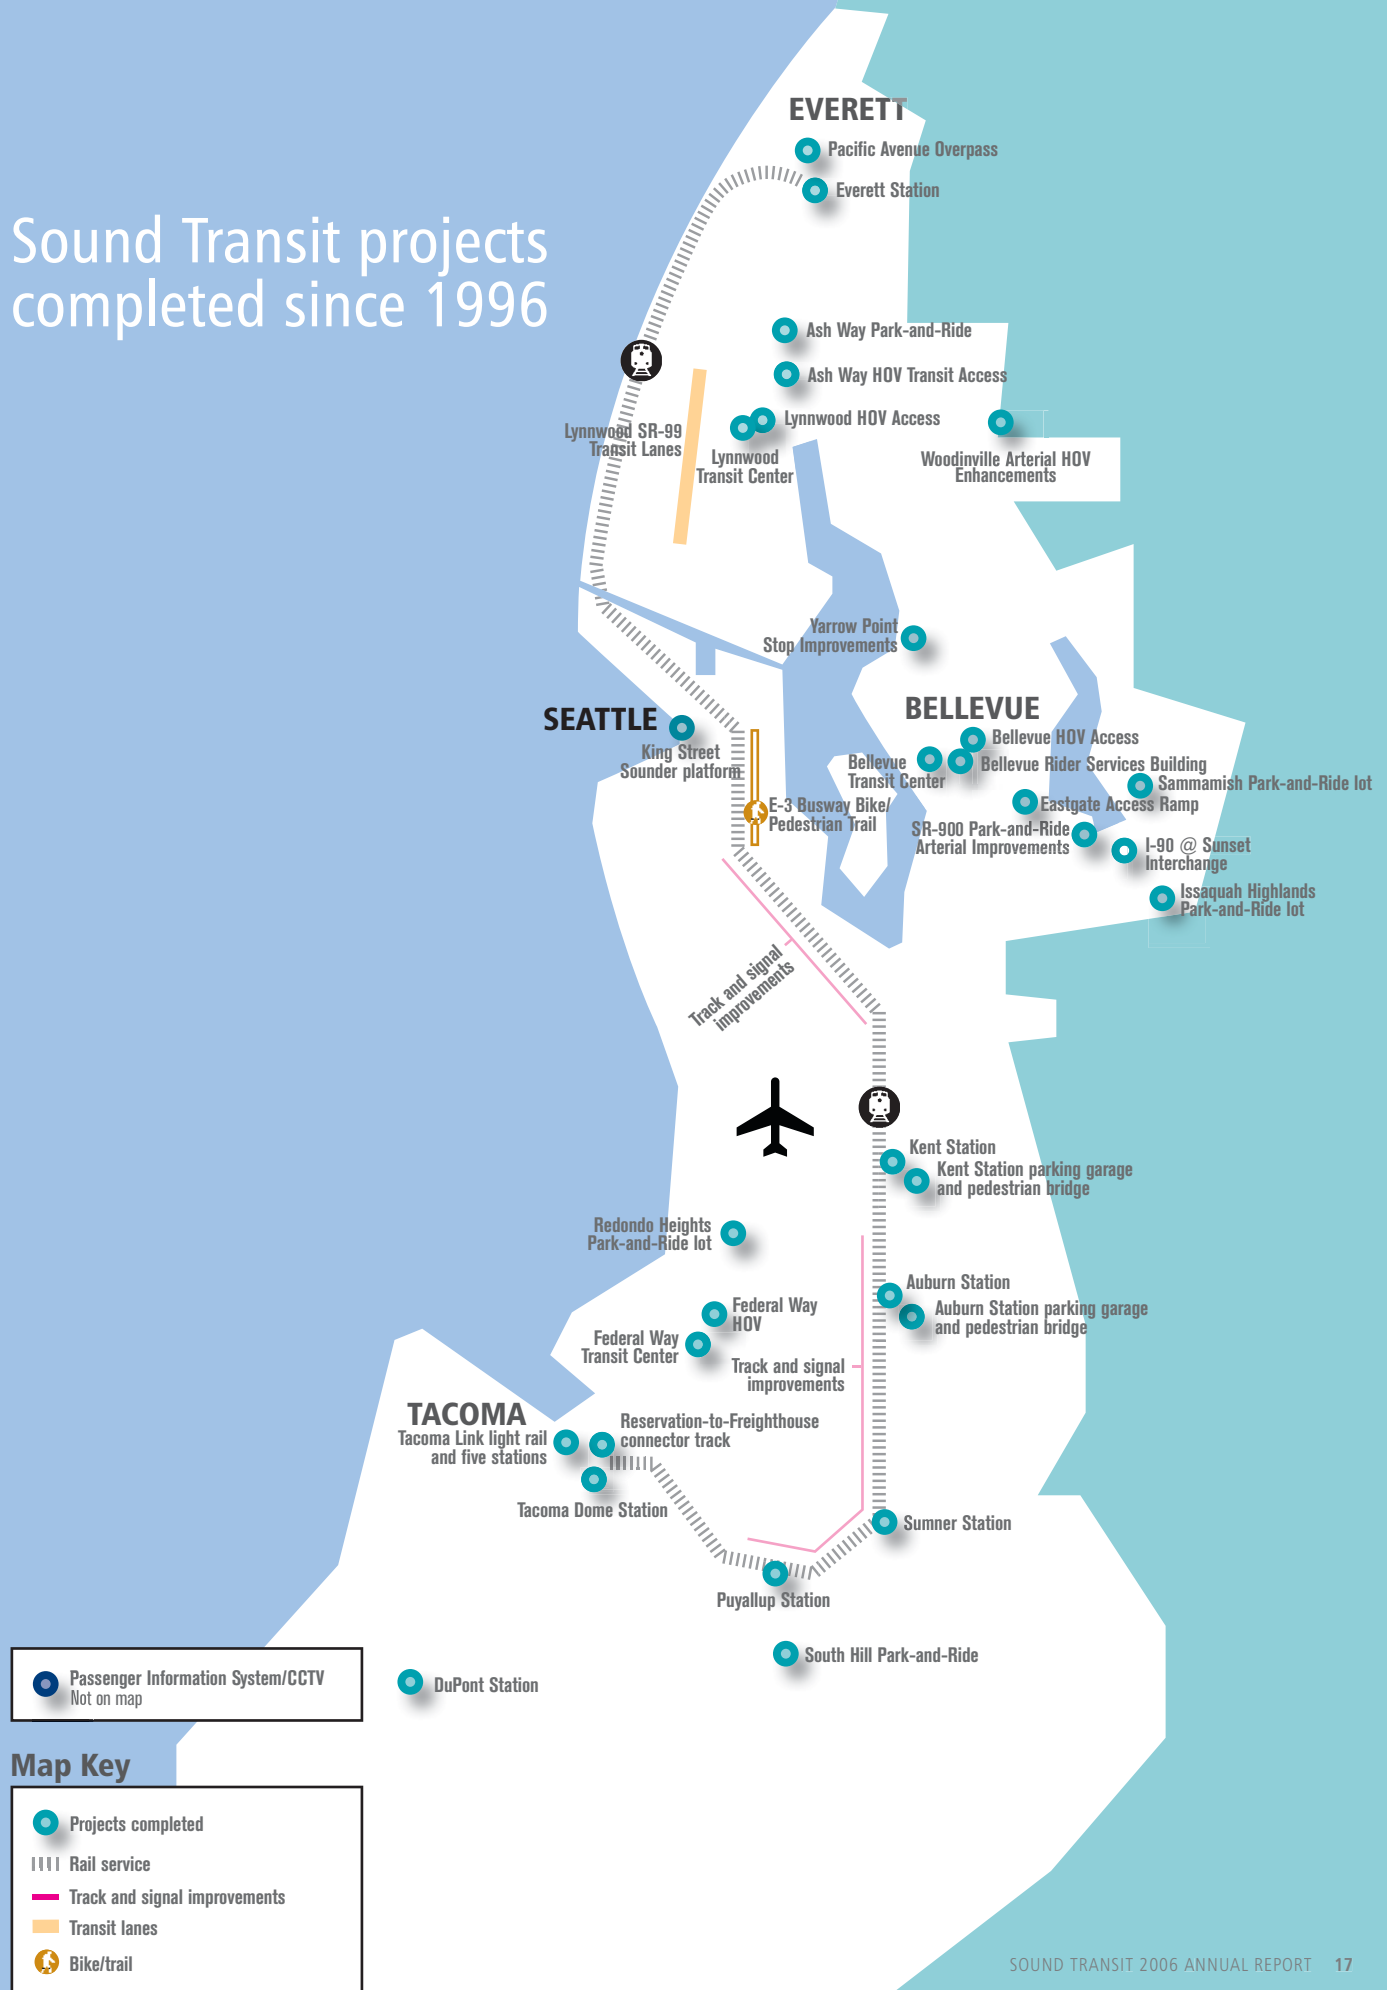 Sound Transit projects
completed since 1996
EVERETT
Pacific Avenue Overpass
Everett Station
Ash Way Park-and-Ride
Ash Way HOV Transit Access
Lynnwood HOV Access
Lynnwood SR-99
Transit Lanes
Lynnwood
Transit Center
Woodinville Arterial HOV
Enhancements
Yarrow Point
Stop Improvements
SEATTLE
King Street
Sounder platform
BELLEVUE
Bellevue HOV Access
Bellevue
Transit Center
Bellevue Rider Services Building
Sammamish Park-and-Ride lot
Eastgate Access Ramp
E-3 Busway Bike/
Pedestrian Trail
SR-900 Park-and-Ride
Arterial Improvements
I-90 @ Sunset
Interchange
Issaquah Highlands
Park-and-Ride lot
Track and signal
improvements
Kent Station
Kent Station parking garage
and pedestrian bridge
Redondo Heights
Park-and-Ride lot
Auburn Station
Auburn Station parking garage
and pedestrian bridge
Federal Way
HOV
Federal Way
Transit Center
Track and signal
improvements
TACOMA
Tacoma Link light rail
and five stations
Reservation-to-Freighthouse
connector track
Tacoma Dome Station
Sumner Station
Puyallup Station
South Hill Park-and-Ride
DuPont Station
Passenger Information System/CCTV
Not on map
Map Key
Projects completed
Rail service
Track and signal improvements
Transit lanes
Bike/trail
SOUND TRANSIT 2006 ANNUAL REPORT 17